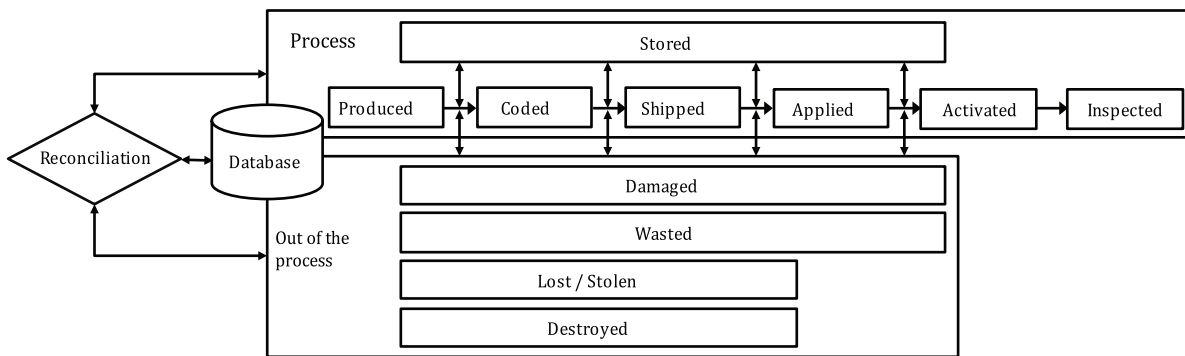 Process
Stored
Produced
Coded
Shipped
Applied
Activated
Inspected
Reconciliation
Database
Damaged
Wasted
Out of the
process
Lost / Stolen
Destroyed